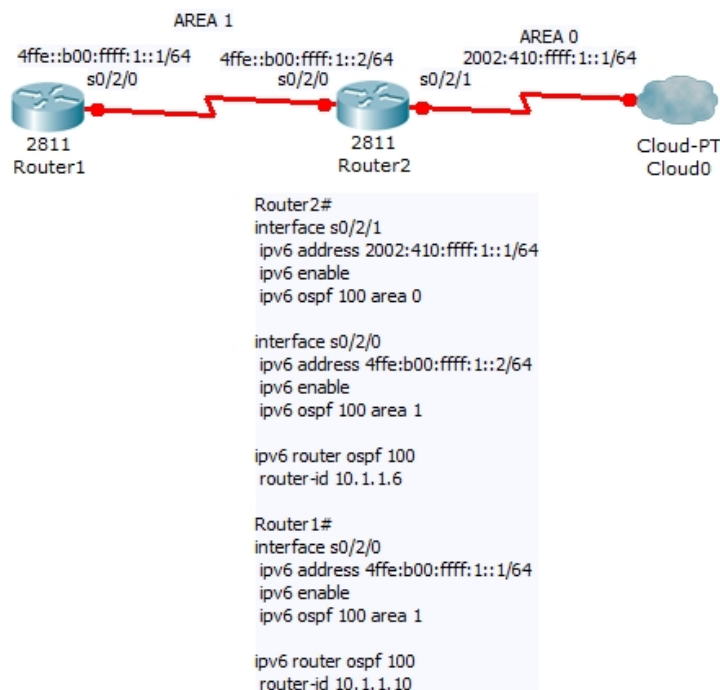 AREA 1
4ffe::b00:ffff:1::1/64
4ffe::b00:ffff:1::2/64
AREA 0
2002:410:ffff:1::1/64
s0/2/0
s0/2/0
s0/2/1
2811
Router1
2811
Router2
Cloud-PT
Cloud0
Router2#
interface s0/2/1
ipv6 address 2002:410:ffff:1::1/64
ipv6 enable
ipv6 ospf 100 area 0
interface s0/2/0
ipv6 address 4ffe:b00:ffff:1::2/64
ipv6 enable
ipv6 ospf 100 area 1
ipv6 router ospf 100
router-id 10.1.1.6
Router1#
interface s0/2/0
ipv6 address 4ffe:b00:ffff:1::1/64
ipv6 enable
ipv6 ospf 100 area 1
ipv6 router ospf 100
router-id 10.1.1.10